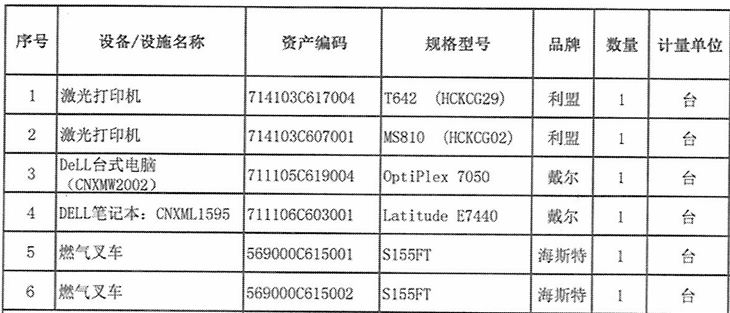 序号 设备/设施名称 资产编码 规格型号 品牌 数量 计量单位
1 激光打印机 714103C617004 T642 (HCKCG29) 利盟 1 台
2 激光打印机 714103C607001 MS810 (HCKCG02) 利盟 1 台
3 DeLL台式电脑（CNXMW2002） 711105C619004 OptiPlex 7050 戴尔 1 台
4 DELL笔记本：CNXML1595 711106C603001 Latitude E7440 戴尔 1 台
5 燃气叉车 569000C615001 S155FT 海斯特 1 台
6 燃气叉车 569000C615002 S155FT 海斯特 1 台